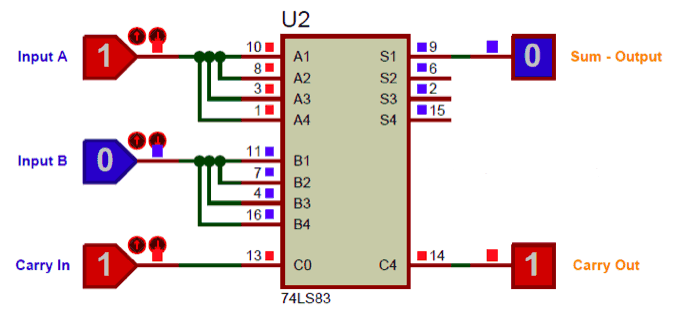 U2
Input A 1 10 A1 S1 9 0 Sum - Output
8 A2 S2 6
3 A3 S3 2
1 A4 S4 15
Input B 0 11 B1
7 B2
4 B3
16 B4
Carry In 1 13 C0 C4 14 1 Carry Out
74LS83